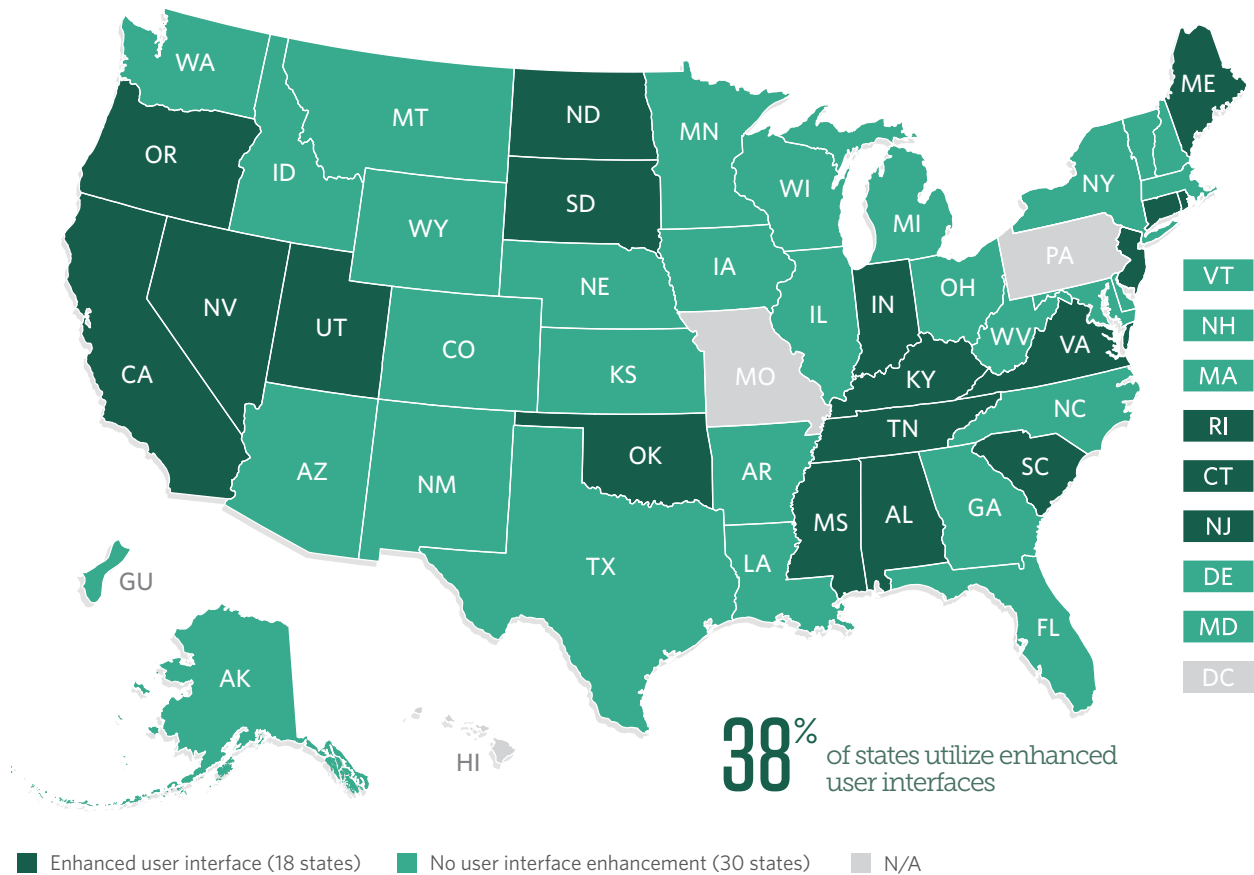 WA
MT
ND
MN
ME
OR
ID
SD
WI
NY
WY
MI
IA
PA
NE
VT
NV
UT
IL
IN
OH
NH
CO
WV
VA
CA
KS
MO
KY
MA
NC
TN
RI
AZ
NM
OK
AR
SC
CT
MS
AL
GA
NJ
TX
LA
GU
DE
FL
MD
AK
DC
HI
38%
of states utilize enhanced
user interfaces
Enhanced user interface (18 states)
No user interface enhancement (30 states)
N/A